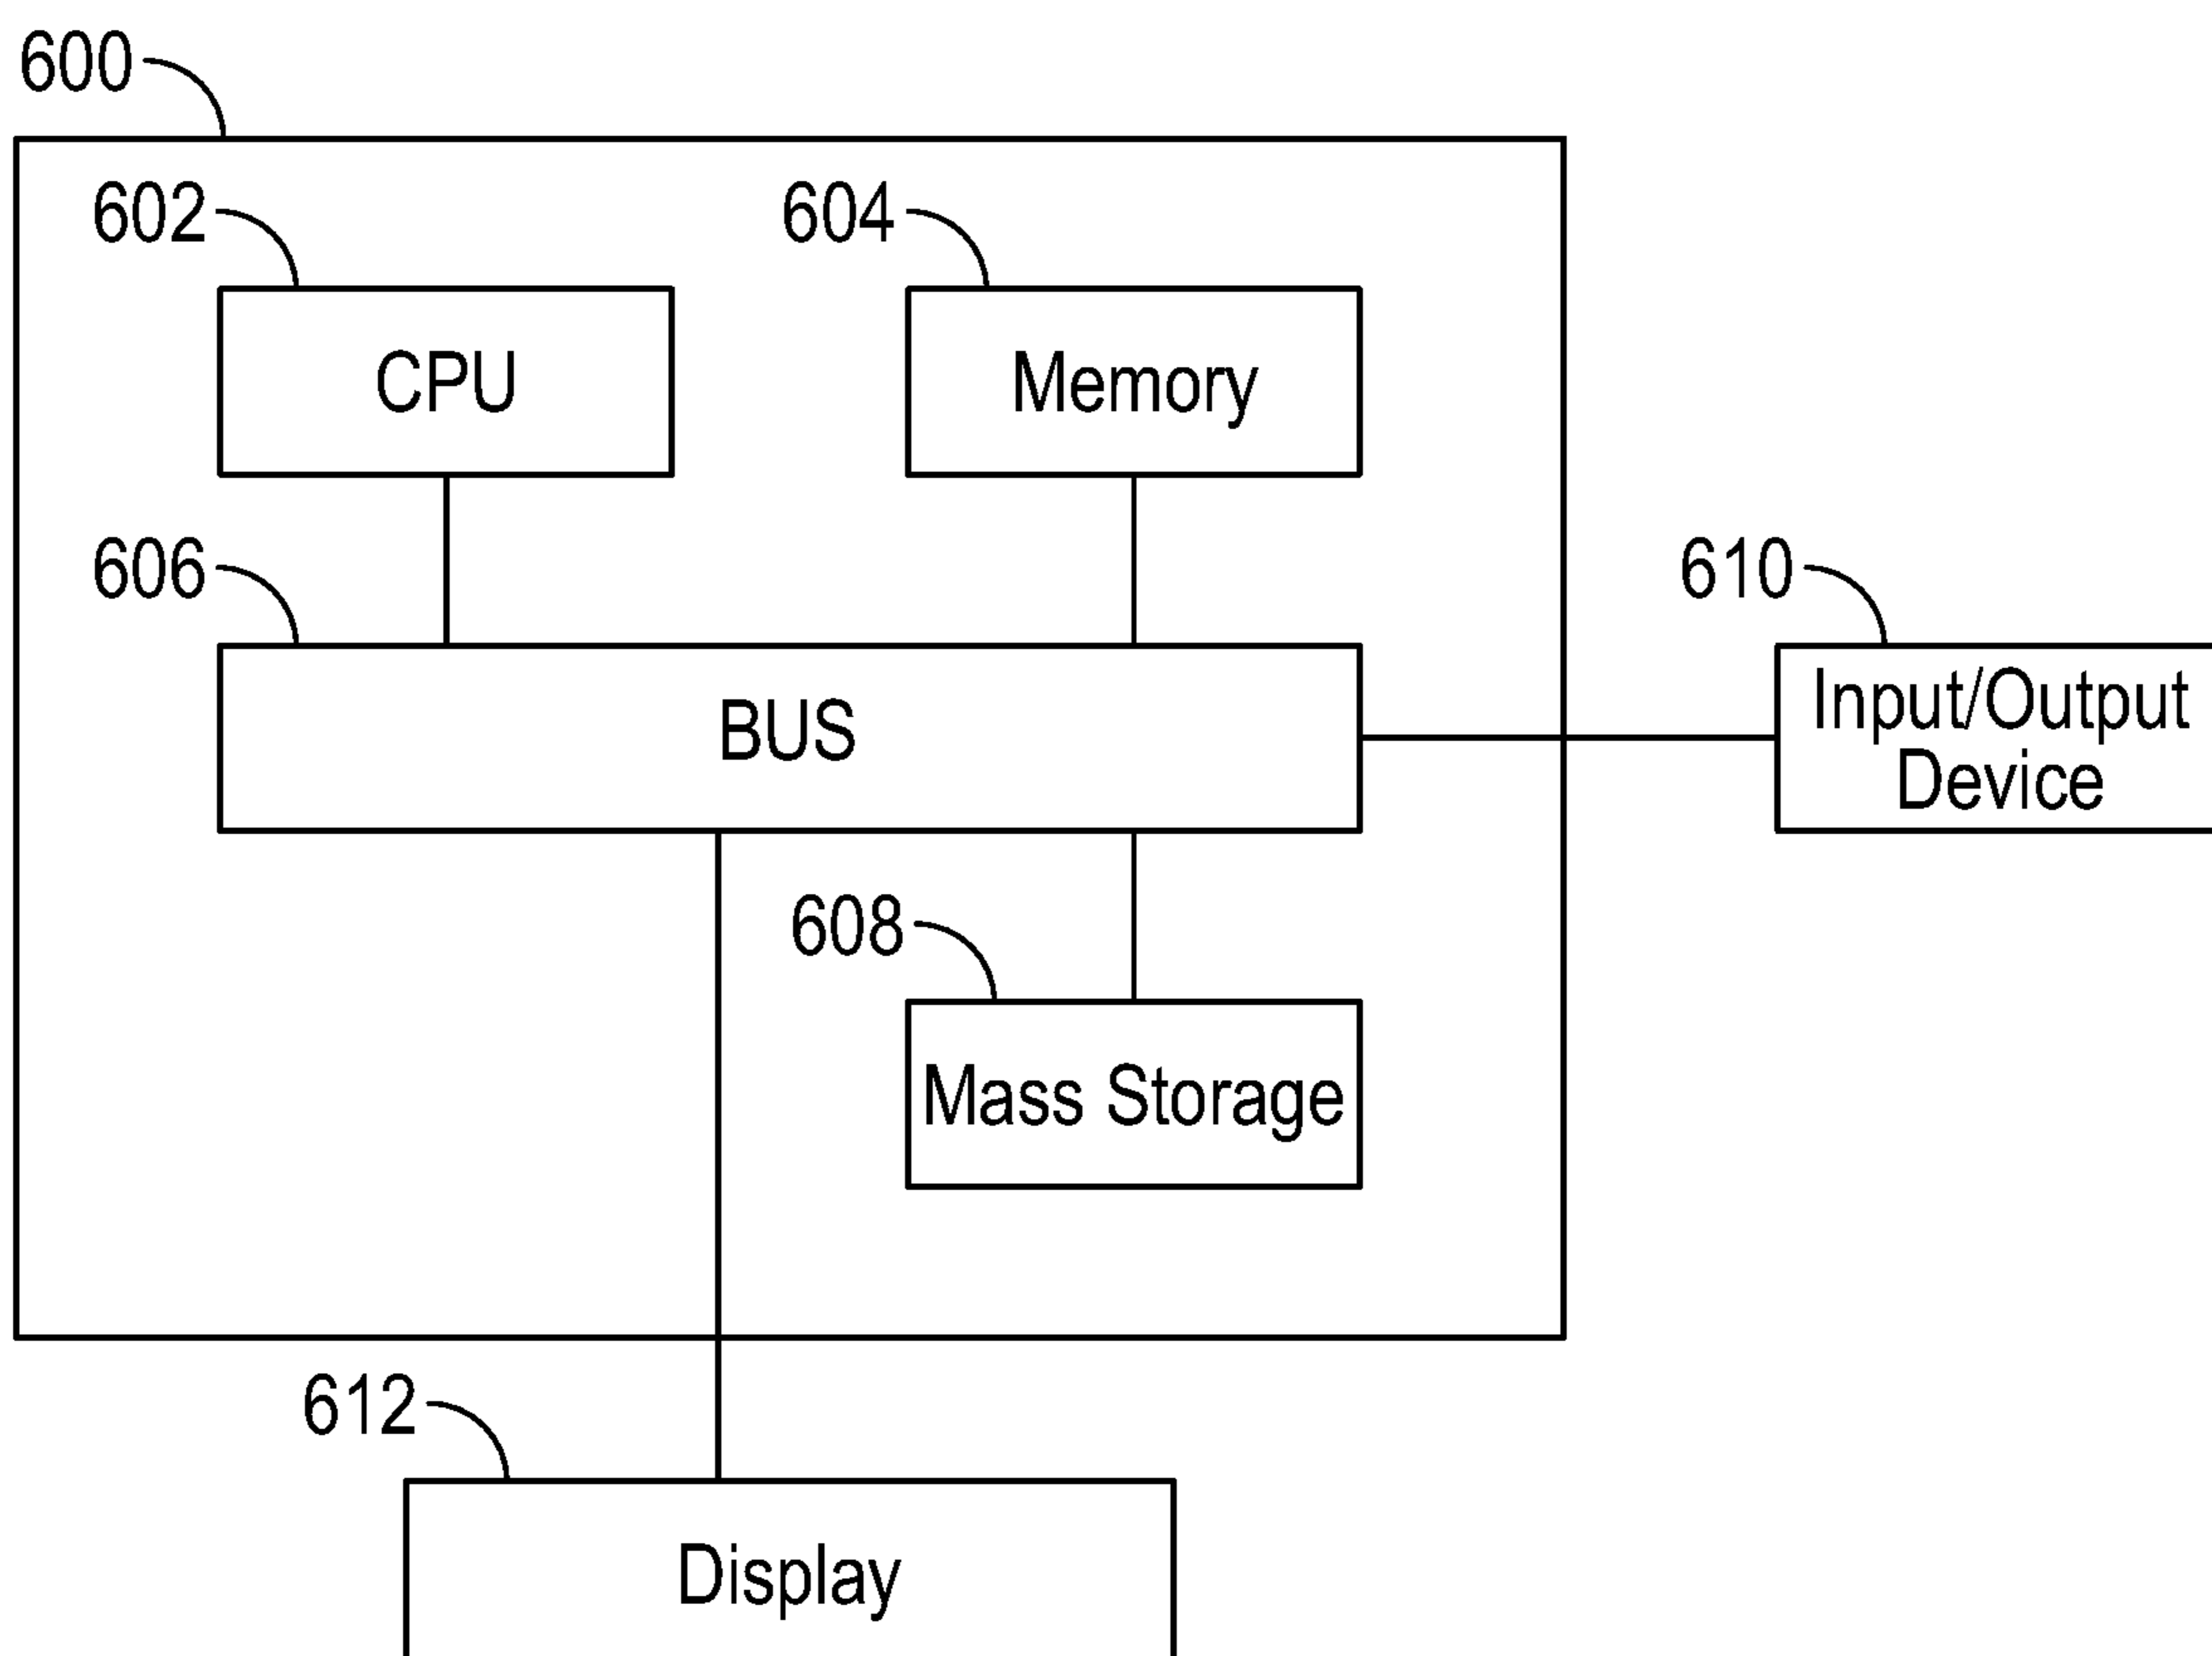 600
602
604
CPU
Memory
606
610
BUS
Input/Output
Device
608
Mass Storage
612
Display